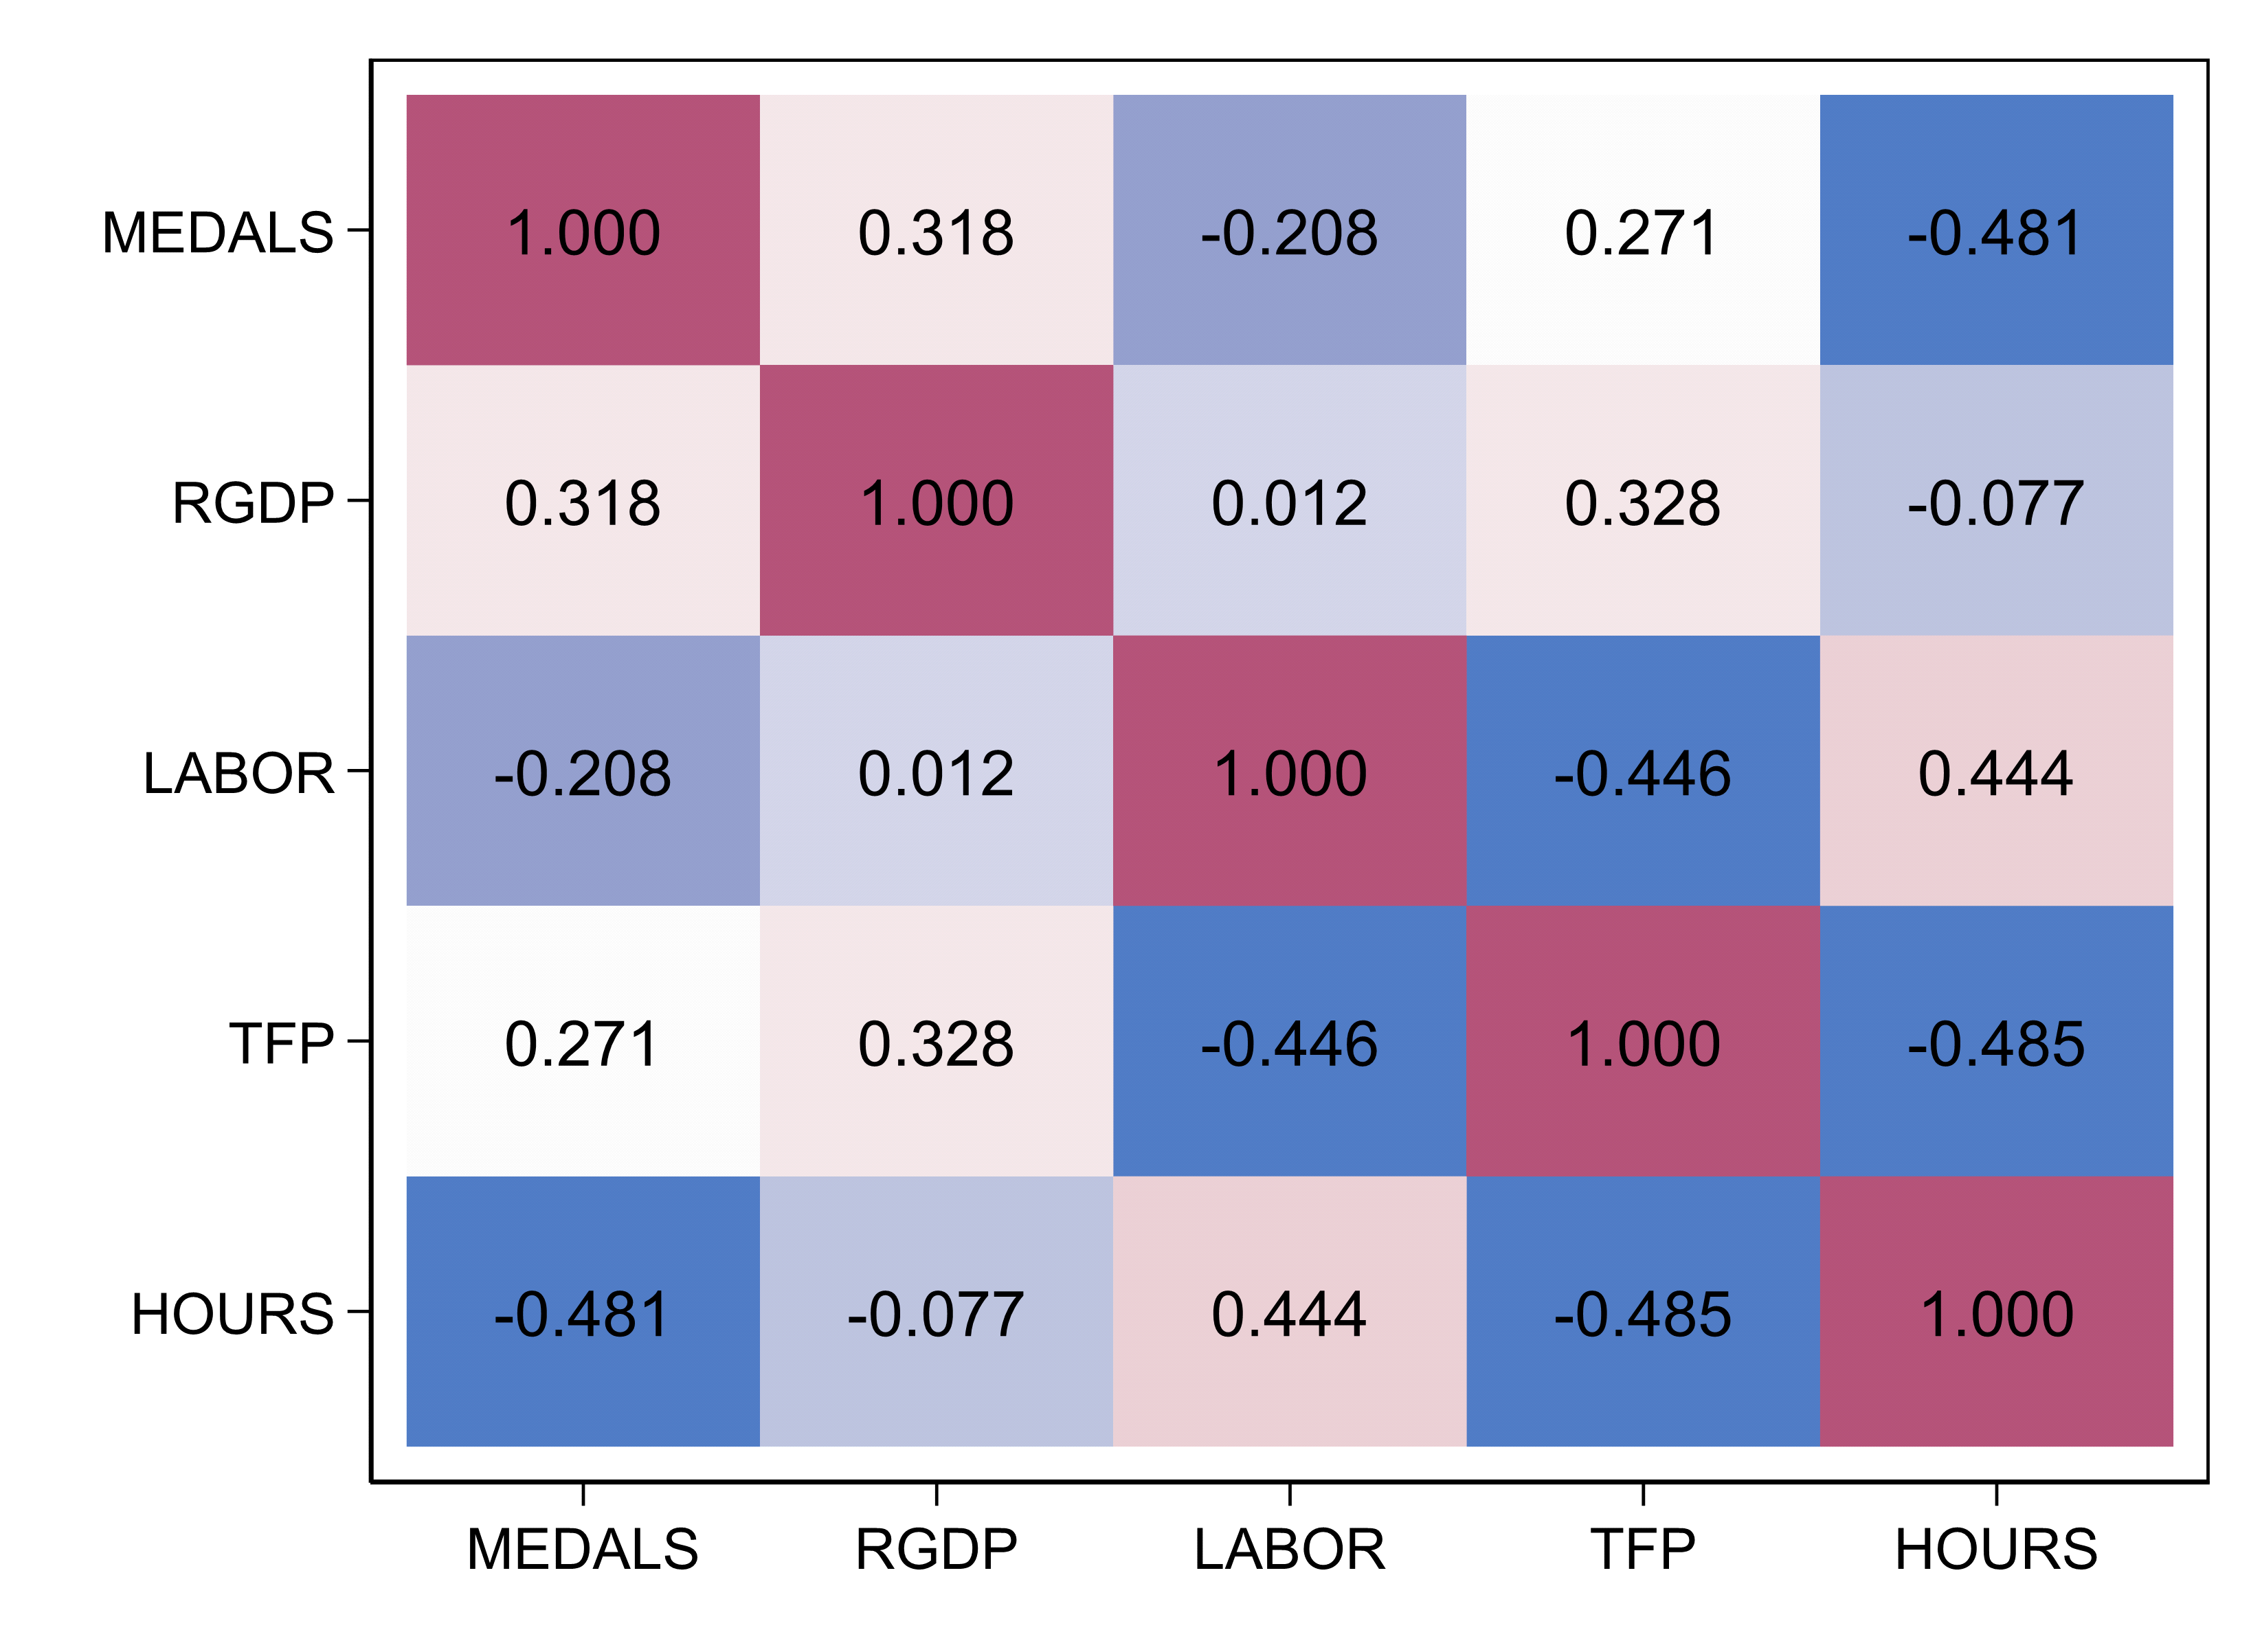 MEDALS 1.000 0.318 -0.208 0.271 -0.481
RGDP 0.318 1.000 0.012 0.328 -0.077
LABOR -0.208 0.012 1.000 -0.446 0.444
TFP 0.271 0.328 -0.446 1.000 -0.485
HOURS -0.481 -0.077 0.444 -0.485 1.000
MEDALS RGDP LABOR TFP HOURS